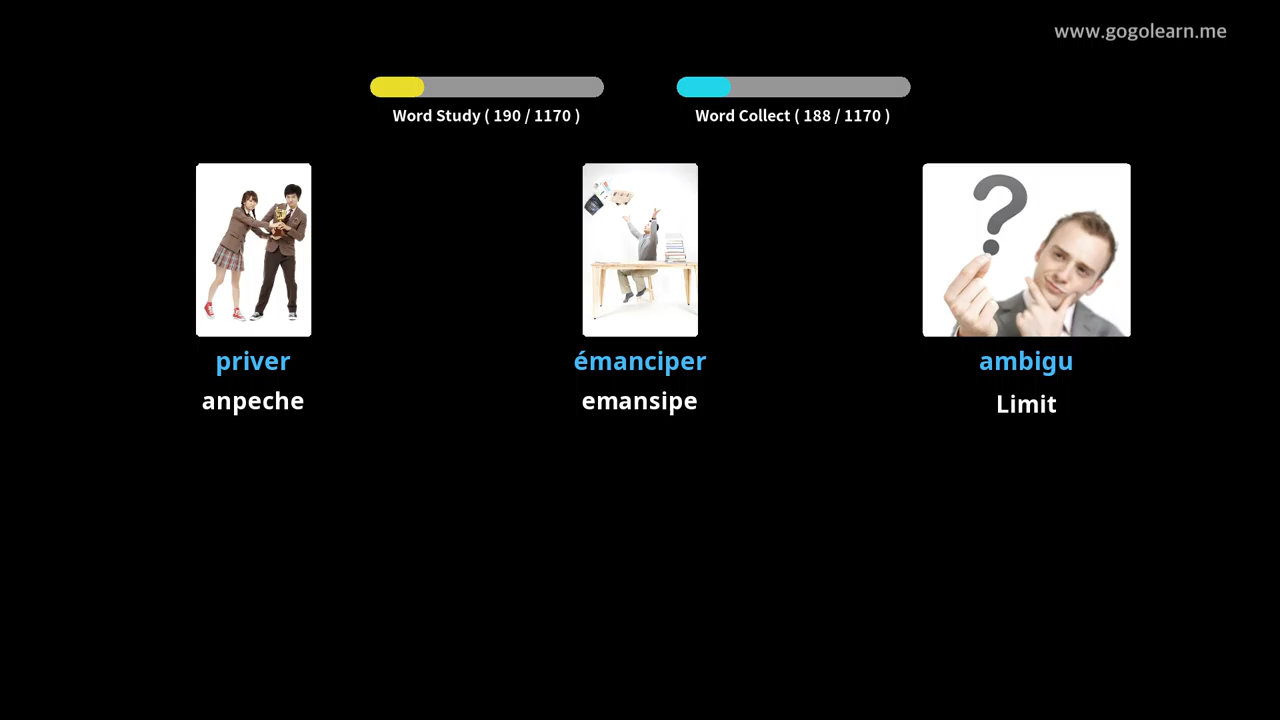 www.gogolearn.me
Word Study ( 190 / 1170 )
Word Collect ( 188 / 1170 )
priver
émanciper
ambigu
anpeche
emansipe
Limit